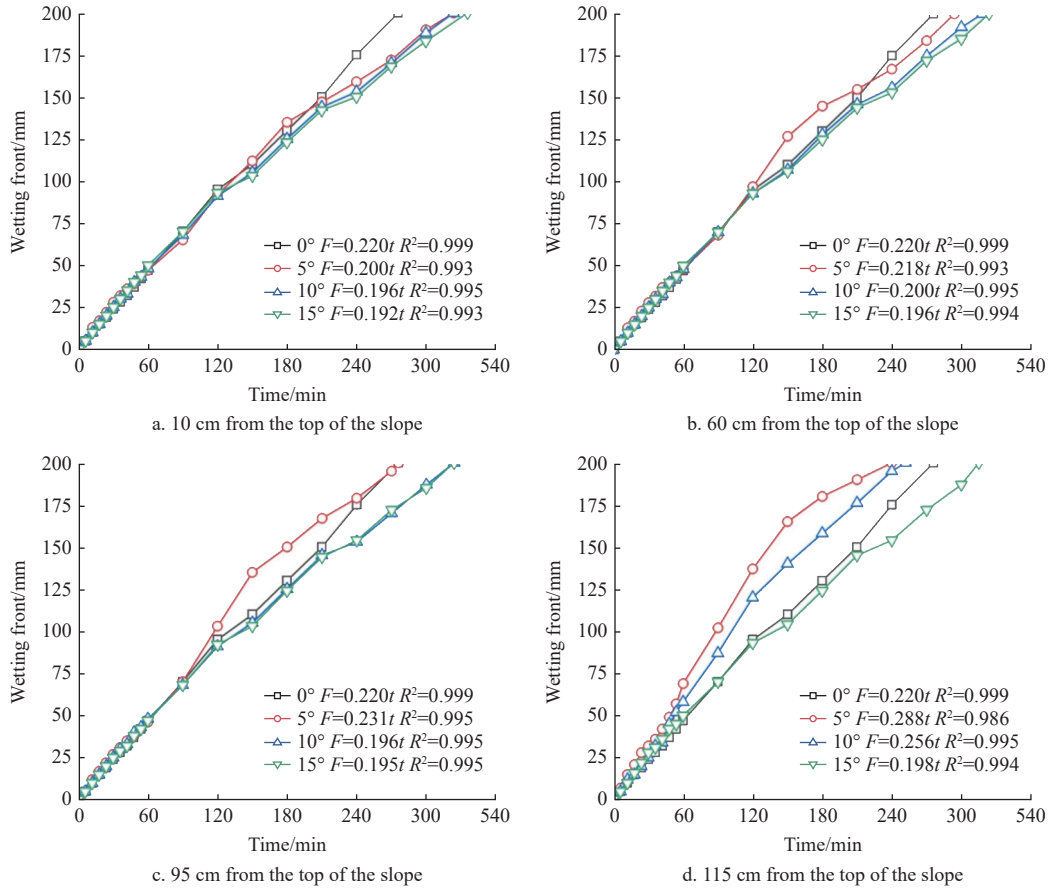 200
175
150
125
100
75
50
25
0
Wetting front/mm
0° F=0.220t R²=0.999
5° F=0.200t R²=0.993
10° F=0.196t R²=0.995
15° F=0.192t R²=0.993
0 60 120 180 240 300 360 420 480 540
Time/min
a. 10 cm from the top of the slope
200
175
150
125
100
75
50
25
0
Wetting front/mm
0° F=0.220t R²=0.999
5° F=0.218t R²=0.993
10° F=0.200t R²=0.995
15° F=0.196t R²=0.994
0 60 120 180 240 300 360 420 480 540
Time/min
b. 60 cm from the top of the slope
200
175
150
125
100
75
50
25
0
Wetting front/mm
0° F=0.220t R²=0.999
5° F=0.231t R²=0.995
10° F=0.196t R²=0.995
15° F=0.195t R²=0.995
0 60 120 180 240 300 360 420 480 540
Time/min
c. 95 cm from the top of the slope
200
175
150
125
100
75
50
25
0
Wetting front/mm
0° F=0.220t R²=0.999
5° F=0.288t R²=0.986
10° F=0.256t R²=0.995
15° F=0.198t R²=0.994
0 60 120 180 240 300 360 420 480 540
Time/min
d. 115 cm from the top of the slope